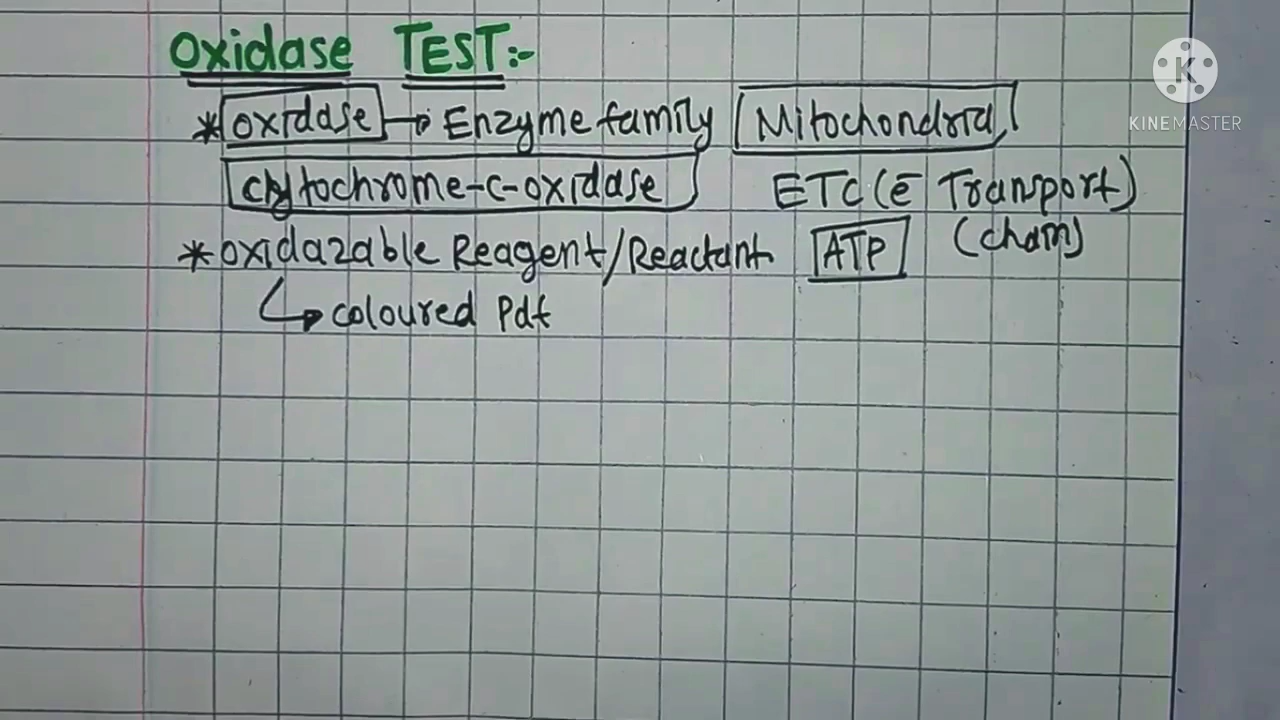 Oxidase TEST:-
*oxidase → Enzyme family Mitochondria
cytochrome-c-oxidase ETC (ē Transport)
(chain)
*oxidazable Reagent/Reactant ATP
↳ coloured Pdt
KINEMASTER